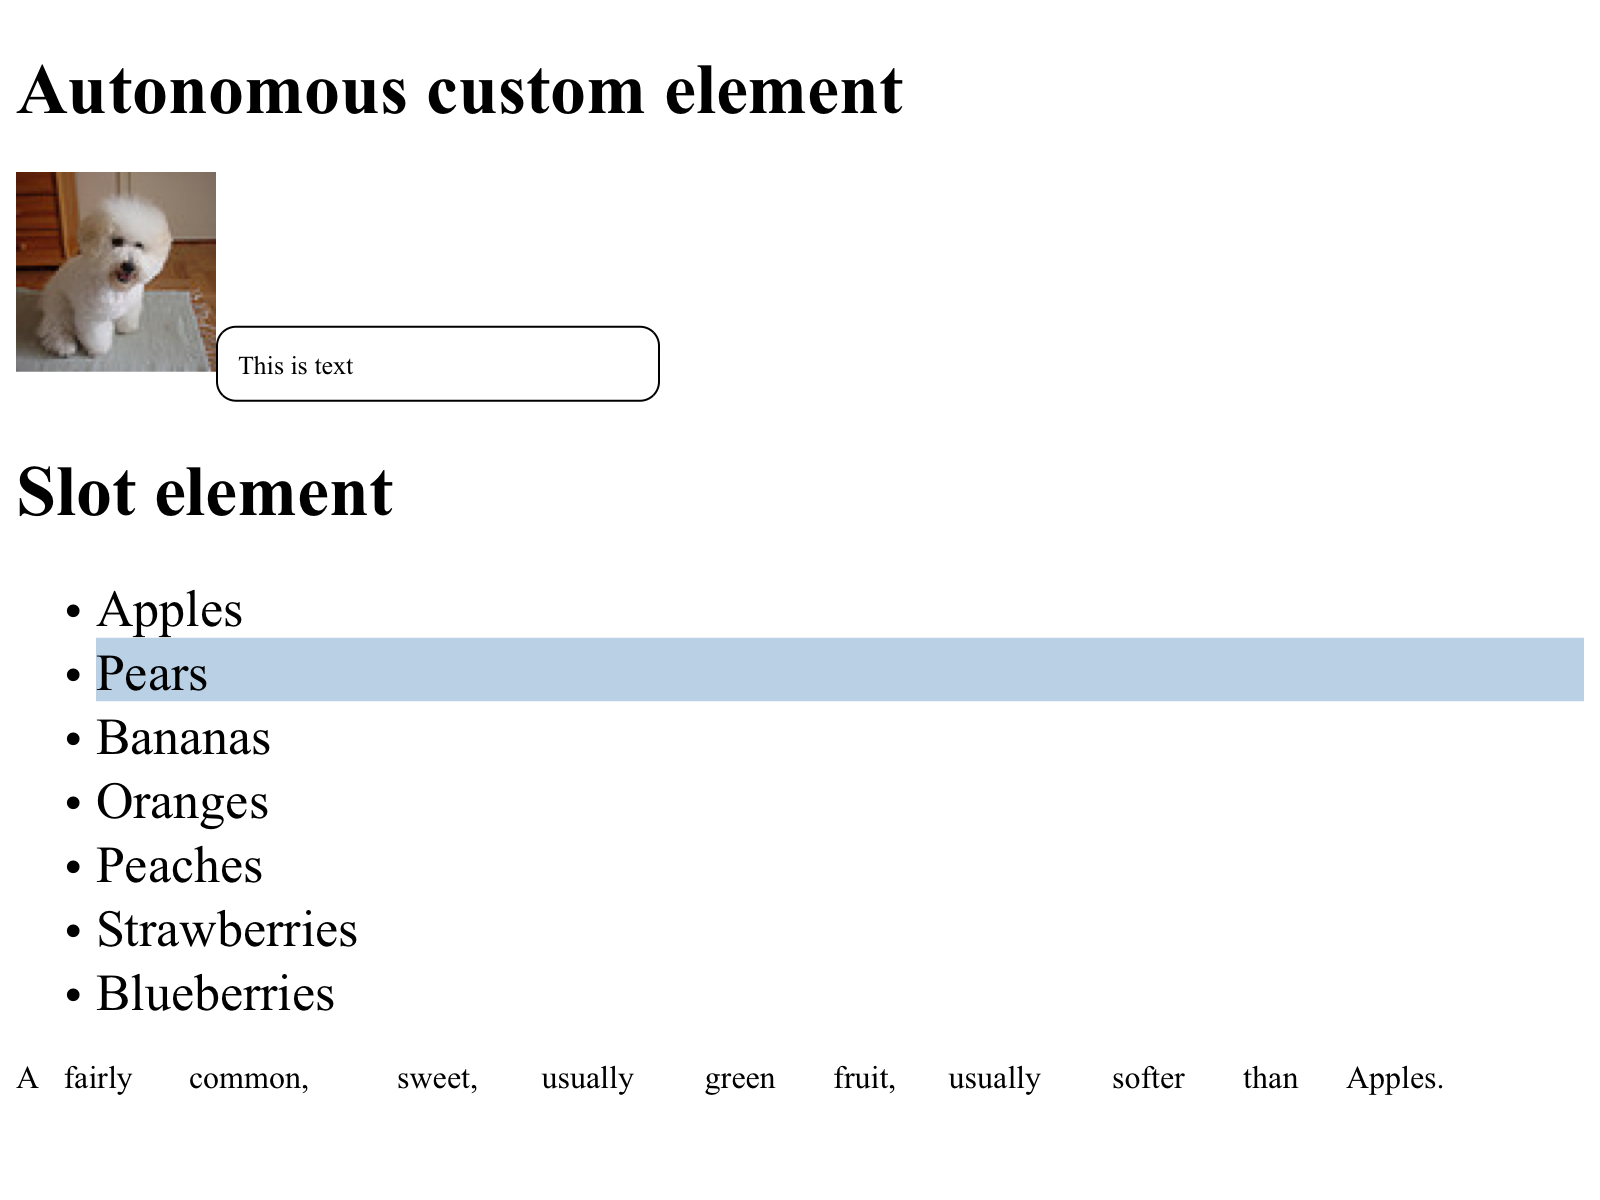 Autonomous custom element
This is text
Slot element
• Apples
• Pears
• Bananas
• Oranges
• Peaches
• Strawberries
• Blueberries
A fairly common, sweet, usually green fruit, usually softer than Apples.